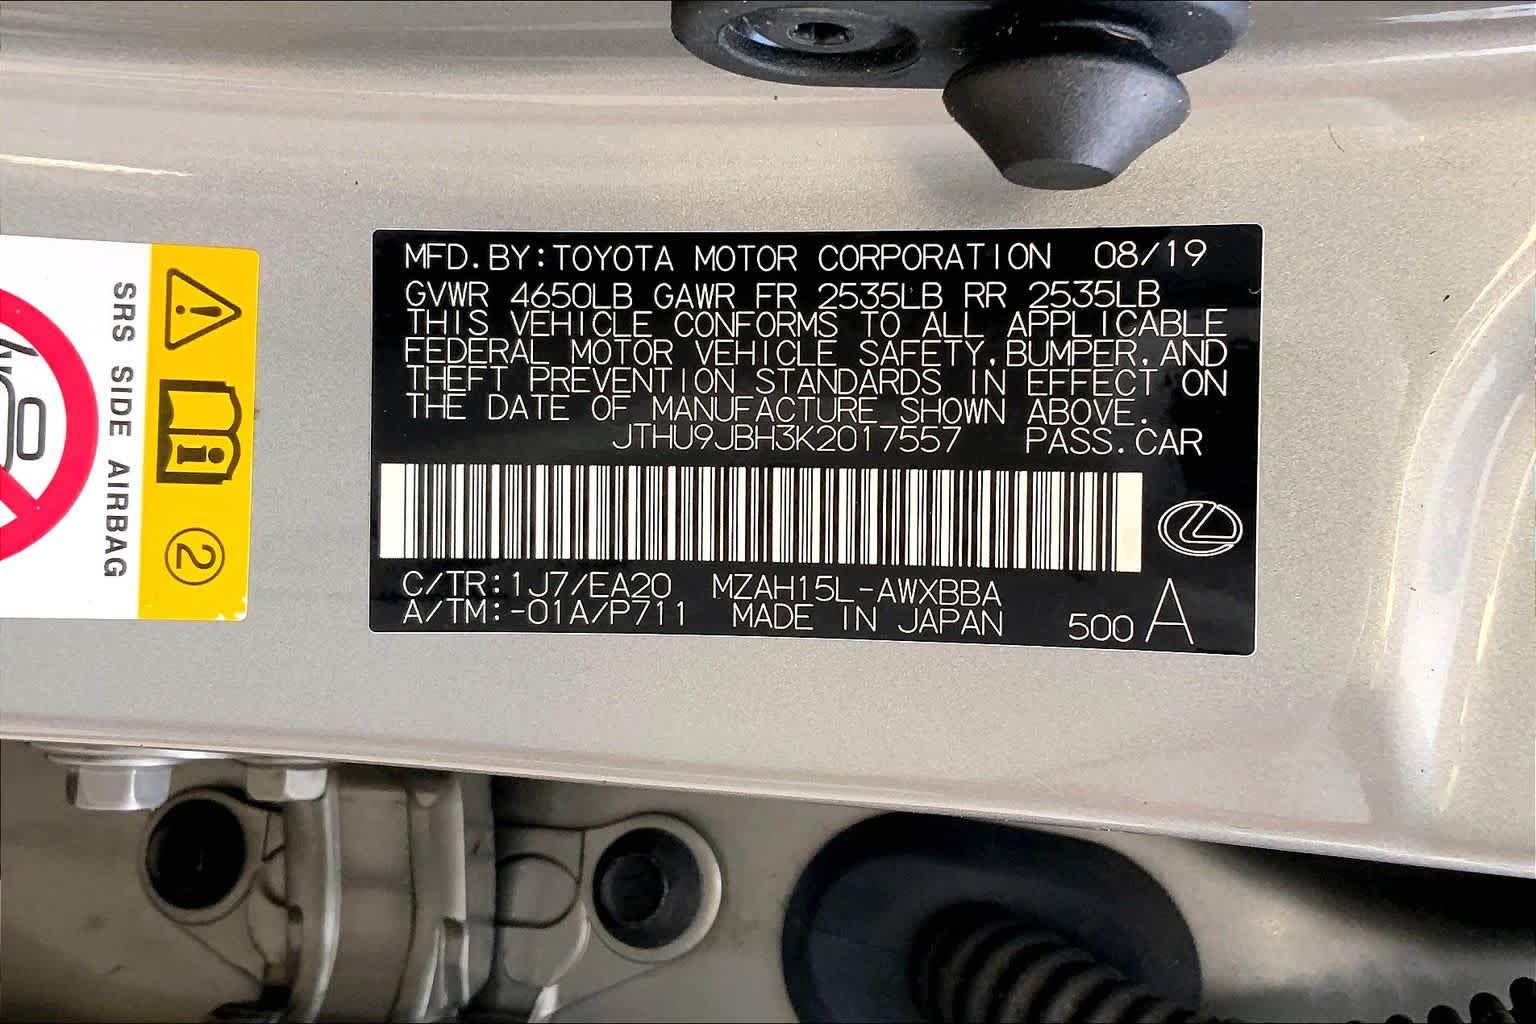 MFD. BY: TOYOTA MOTOR CORPORATION 08/19
GVWR 4650LB GAWR FR 2535LB RR 2535LB
THIS VEHICLE CONFORMS TO ALL APPLICABLE
FEDERAL MOTOR VEHICLE SAFETY, BUMPER, AND
THEFT PREVENTION STANDARDS IN EFFECT ON
THE DATE OF MANUFACTURE SHOWN ABOVE.
JTHU9JBH3K2017557 PASS. CAR
C/TR: 1J7/EA20 MZAH15L-AWXBBA
A/TM: -01A/P711 MADE IN JAPAN 500 A
SRS SIDE AIRBAG
2